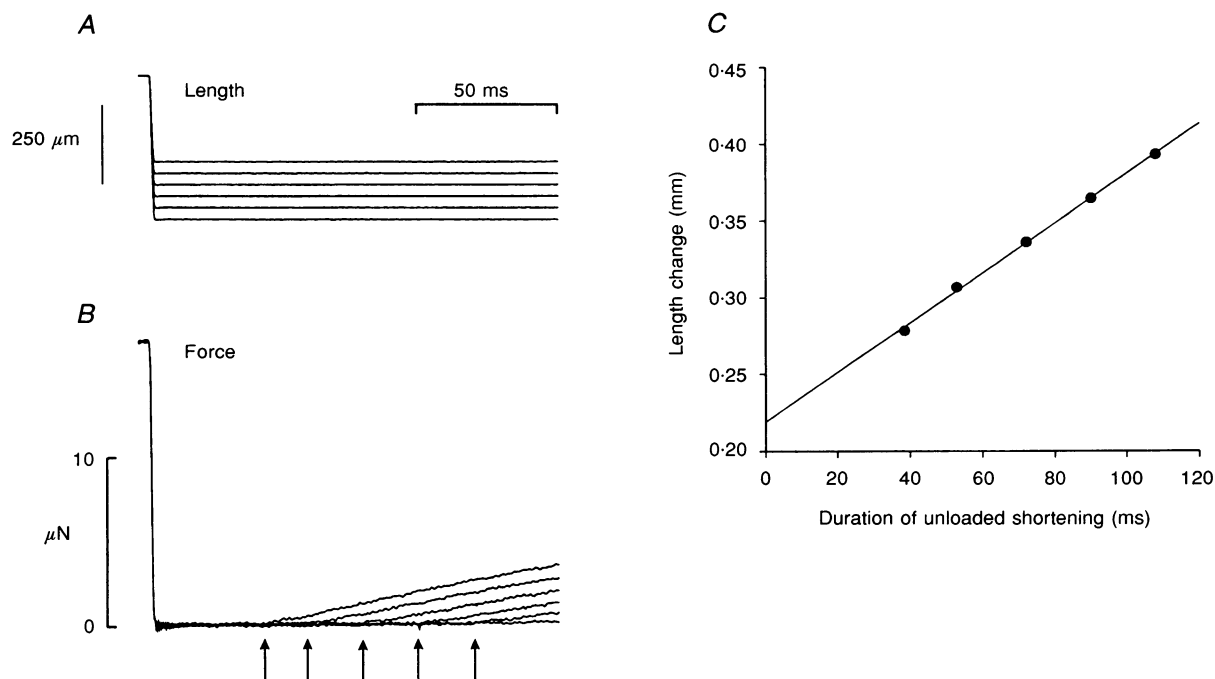 A
Length
50 ms
250 μm
B
Force
10
μN
0
C
0·45
0·40
0·35
0·30
0·25
0·20
Length change (mm)
0 20 40 60 80 100 120
Duration of unloaded shortening (ms)